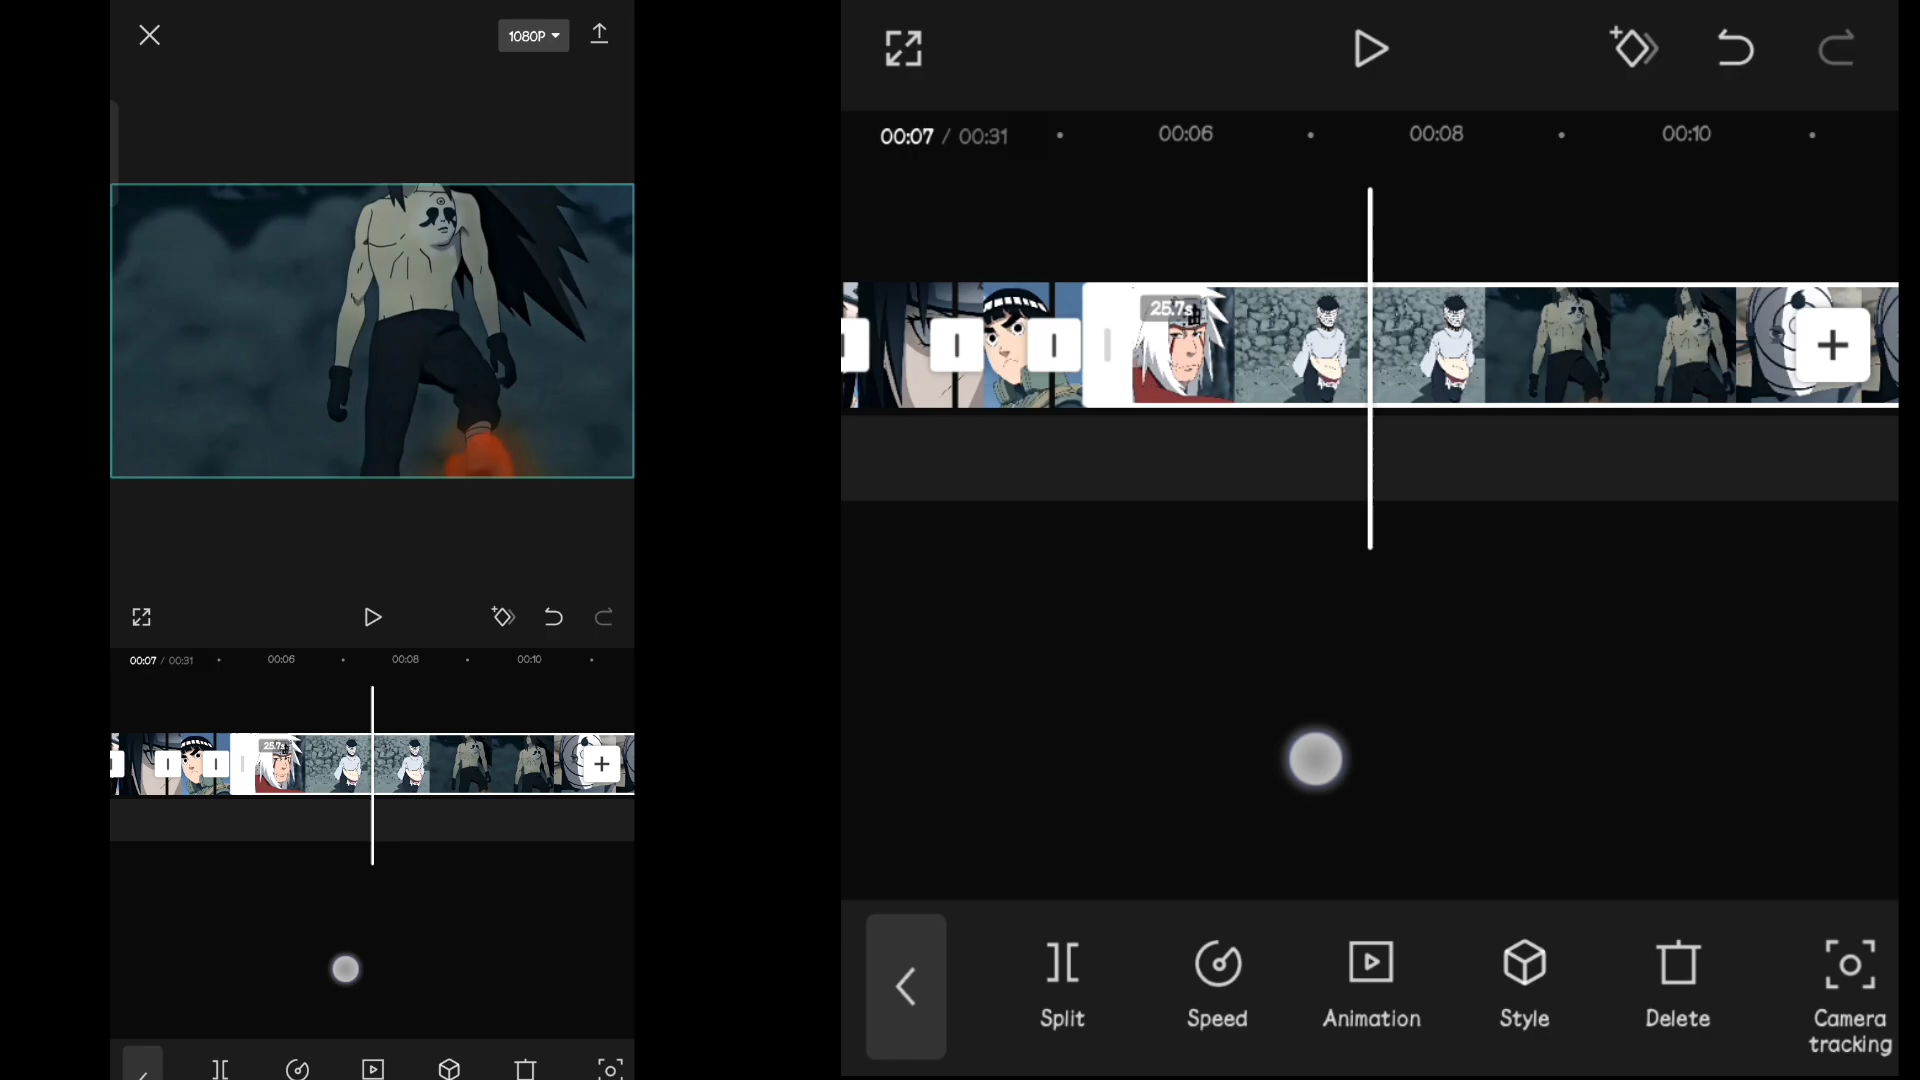 1080P
00:07 / 00:31
00:06
00:08
00:10
25.7s
00:07 / 00:31
00:06
00:08
00:10
25.7s
Split
Speed
Animation
Style
Delete
Camera
tracking